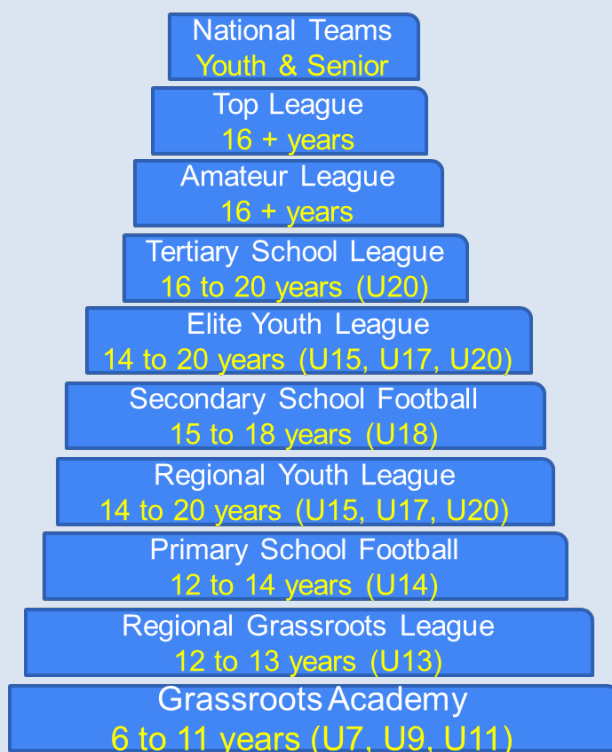 National Teams
Youth & Senior
Top League
16 + years
Amateur League
16 + years
Tertiary School League
16 to 20 years (U20)
Elite Youth League
14 to 20 years (U15, U17, U20)
Secondary School Football
15 to 18 years (U18)
Regional Youth League
14 to 20 years (U15, U17, U20)
Primary School Football
12 to 14 years (U14)
Regional Grassroots League
12 to 13 years (U13)
Grassroots Academy
6 to 11 years (U7, U9, U11)